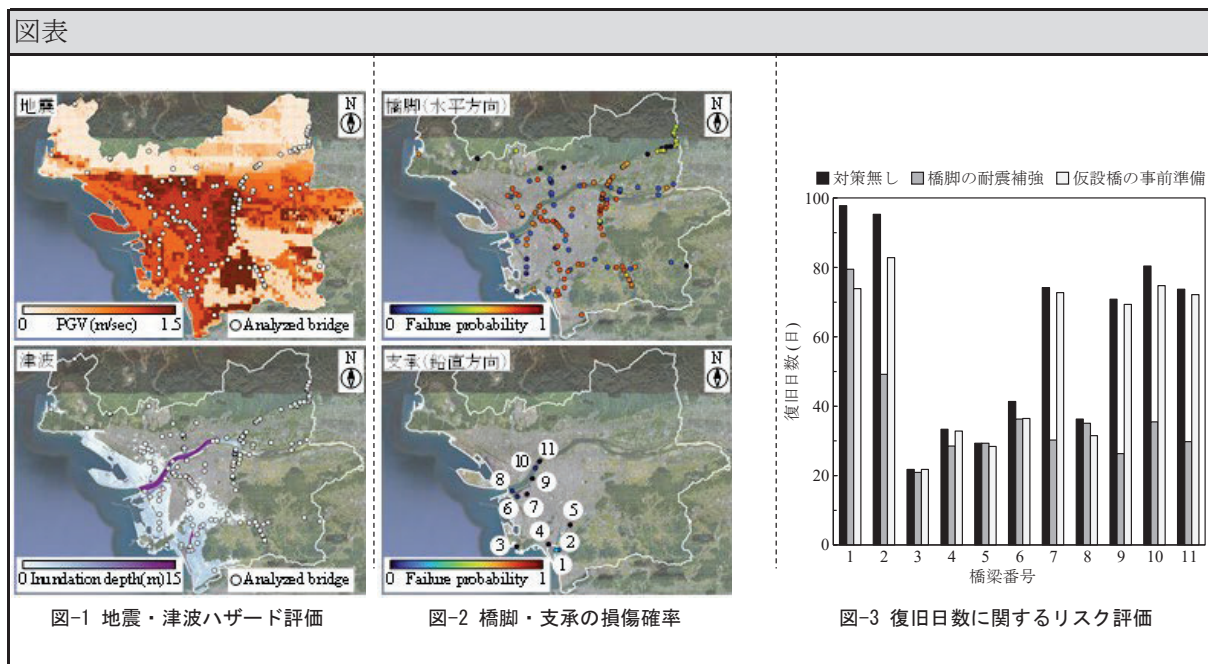 図表
地震
N
0 PGV(m/sec) 1.5
Analyzed bridge
津波
N
0 Inundation depth(m)15
Analyzed bridge
図-1 地震・津波ハザード評価
橋脚(水平方向)
N
0 Failure probability 1
支承(鉛直方向)
N
11
10
9
8
6
7
5
4
2
3
1
0 Failure probability 1
図-2 橋脚・支承の損傷確率
対策無し 橋脚の耐震補強 仮設橋の事前準備
100
80
60
40
20
0
復旧日数(日)
1 2 3 4 5 6 7 8 9 10 11
橋梁番号
図-3 復旧日数に関するリスク評価